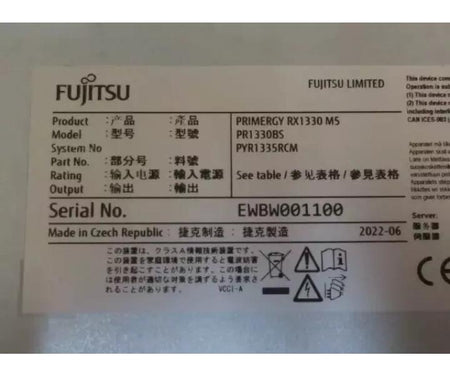 FUJITSU
FUJITSU LIMITED
Product :产品 :產品 PRIMERGY RX1330 M5
Model :型号 :型號 PR1330BS
System No PYR1335RCM
Part No. :部分号 :料號
Rating :输入电源 :輸入電源 See table / 参见表格 / 參見表格
Output :输出 :輸出
Serial No. EWBW001100
Made in Czech Republic : 捷克制造 : 捷克製造 2022-06
この装置は、クラスA情報技術装置です。
この装置を家庭環境で使用すると電波妨害
を引き起こすことがあります。この場合に
は使用者が適切な対策を講ずるよう要求さ
れることがあります。 VCCI-A
This device com
Operation is
(1) This device
(2) This device
including
CAN ICES-003
Server:
服务器
伺服器
CE